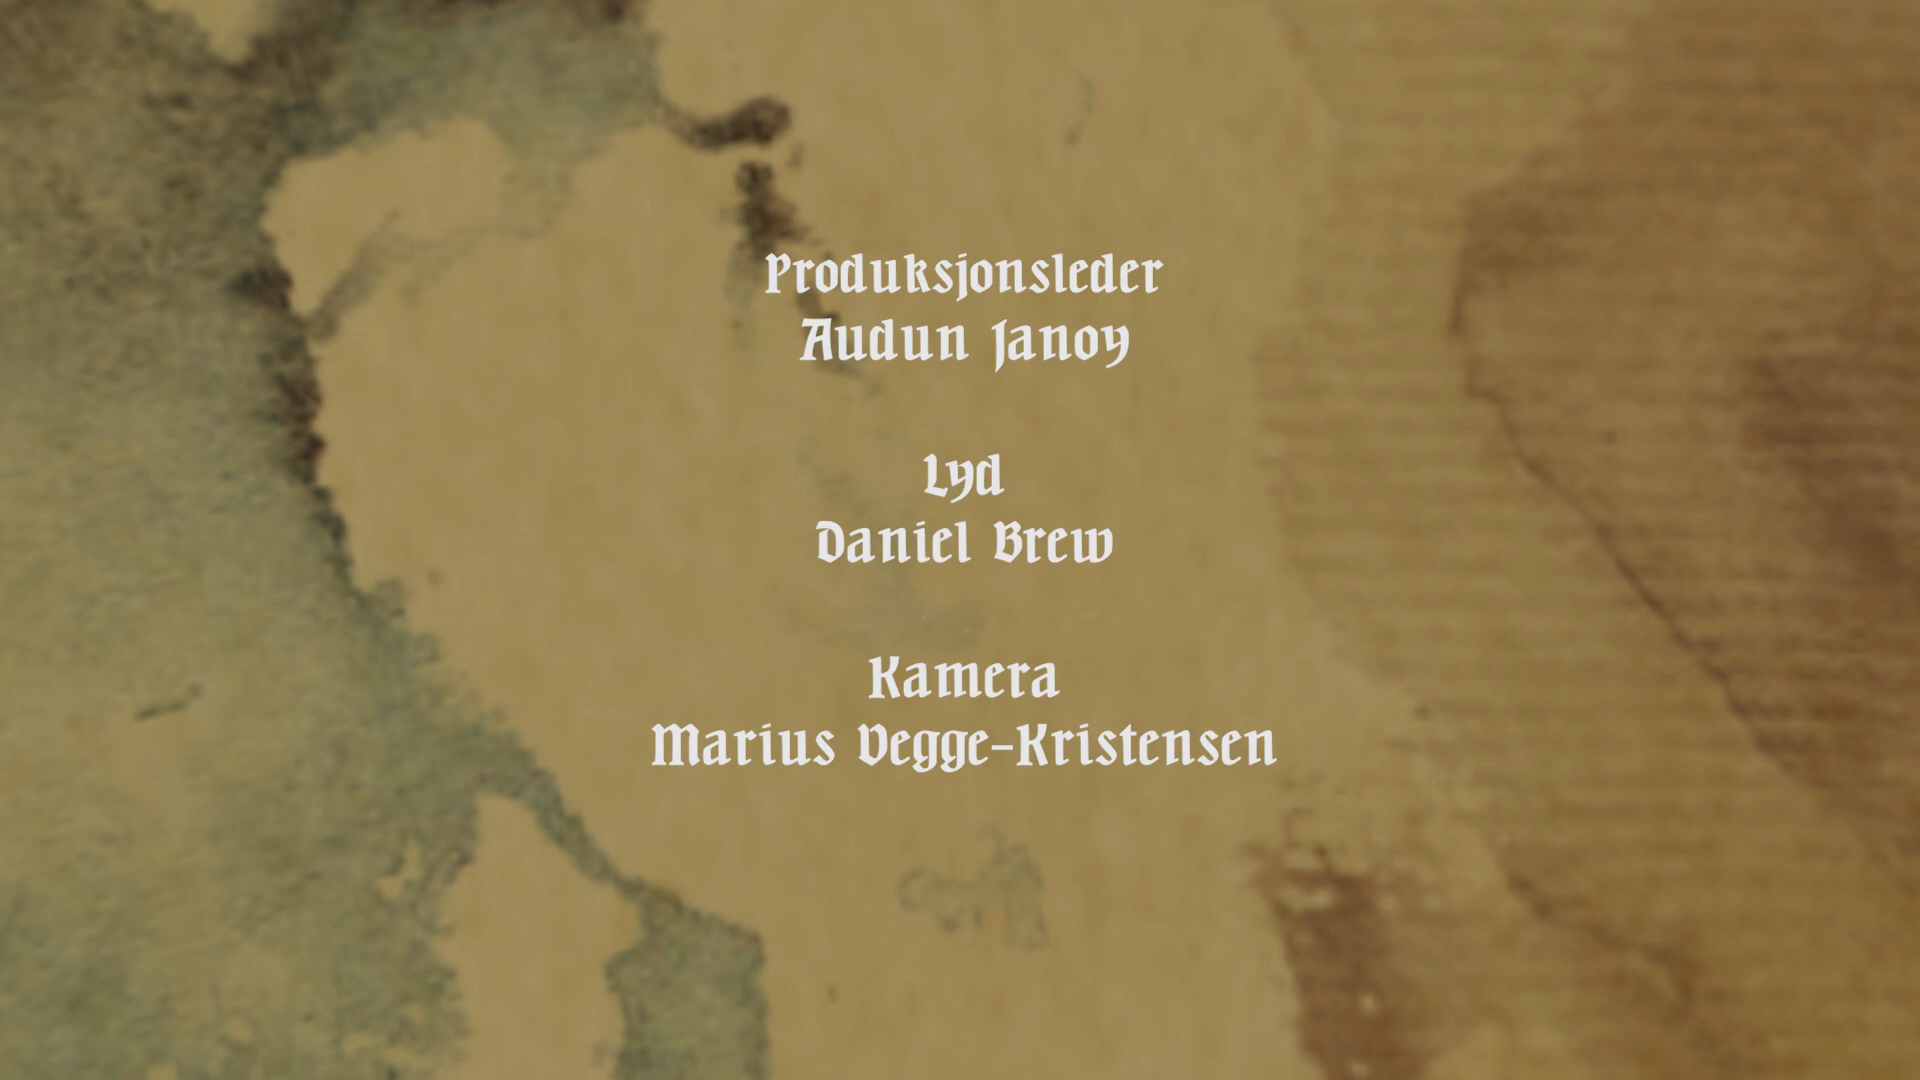 Produksjonsleder
Audun Janoy
Lyd
Daniel Brew
Kamera
Marius Vegge-Kristensen